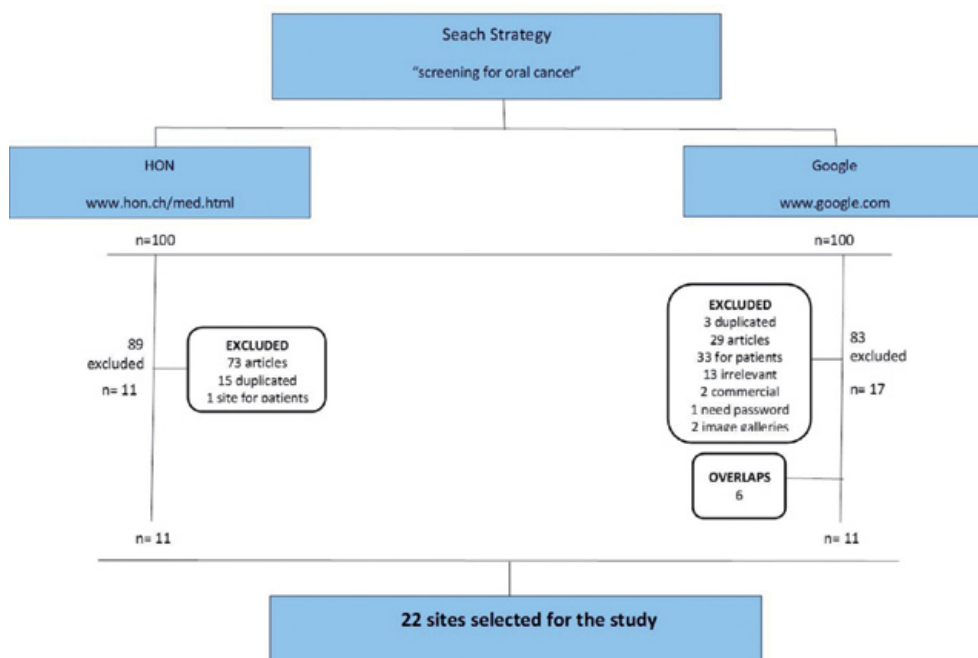 Seach Strategy
“screening for oral cancer”
HON
www.hon.ch/med.html
Google
www.google.com
n=100
n=100
89
excluded
n= 11
EXCLUDED
73 articles
15 duplicated
1 site for patients
EXCLUDED
3 duplicated
29 articles
33 for patients
13 irrelevant
2 commercial
1 need password
2 image galleries
83
excluded
n= 17
OVERLAPS
6
n= 11
n= 11
22 sites selected for the study